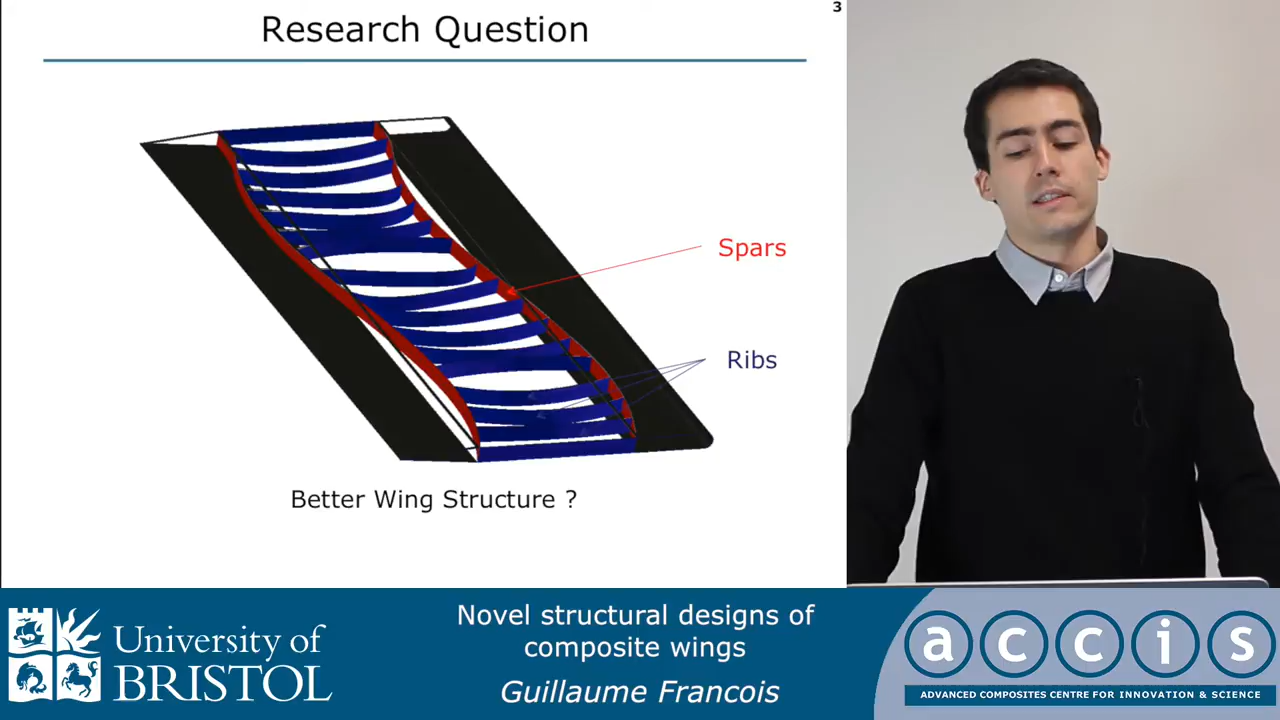 3
Research Question
Spars
Ribs
Better Wing Structure ?
University of
BRISTOL
Novel structural designs of
composite wings
Guillaume Francois
accis
ADVANCED COMPOSITES CENTRE FOR INNOVATION & SCIENCE